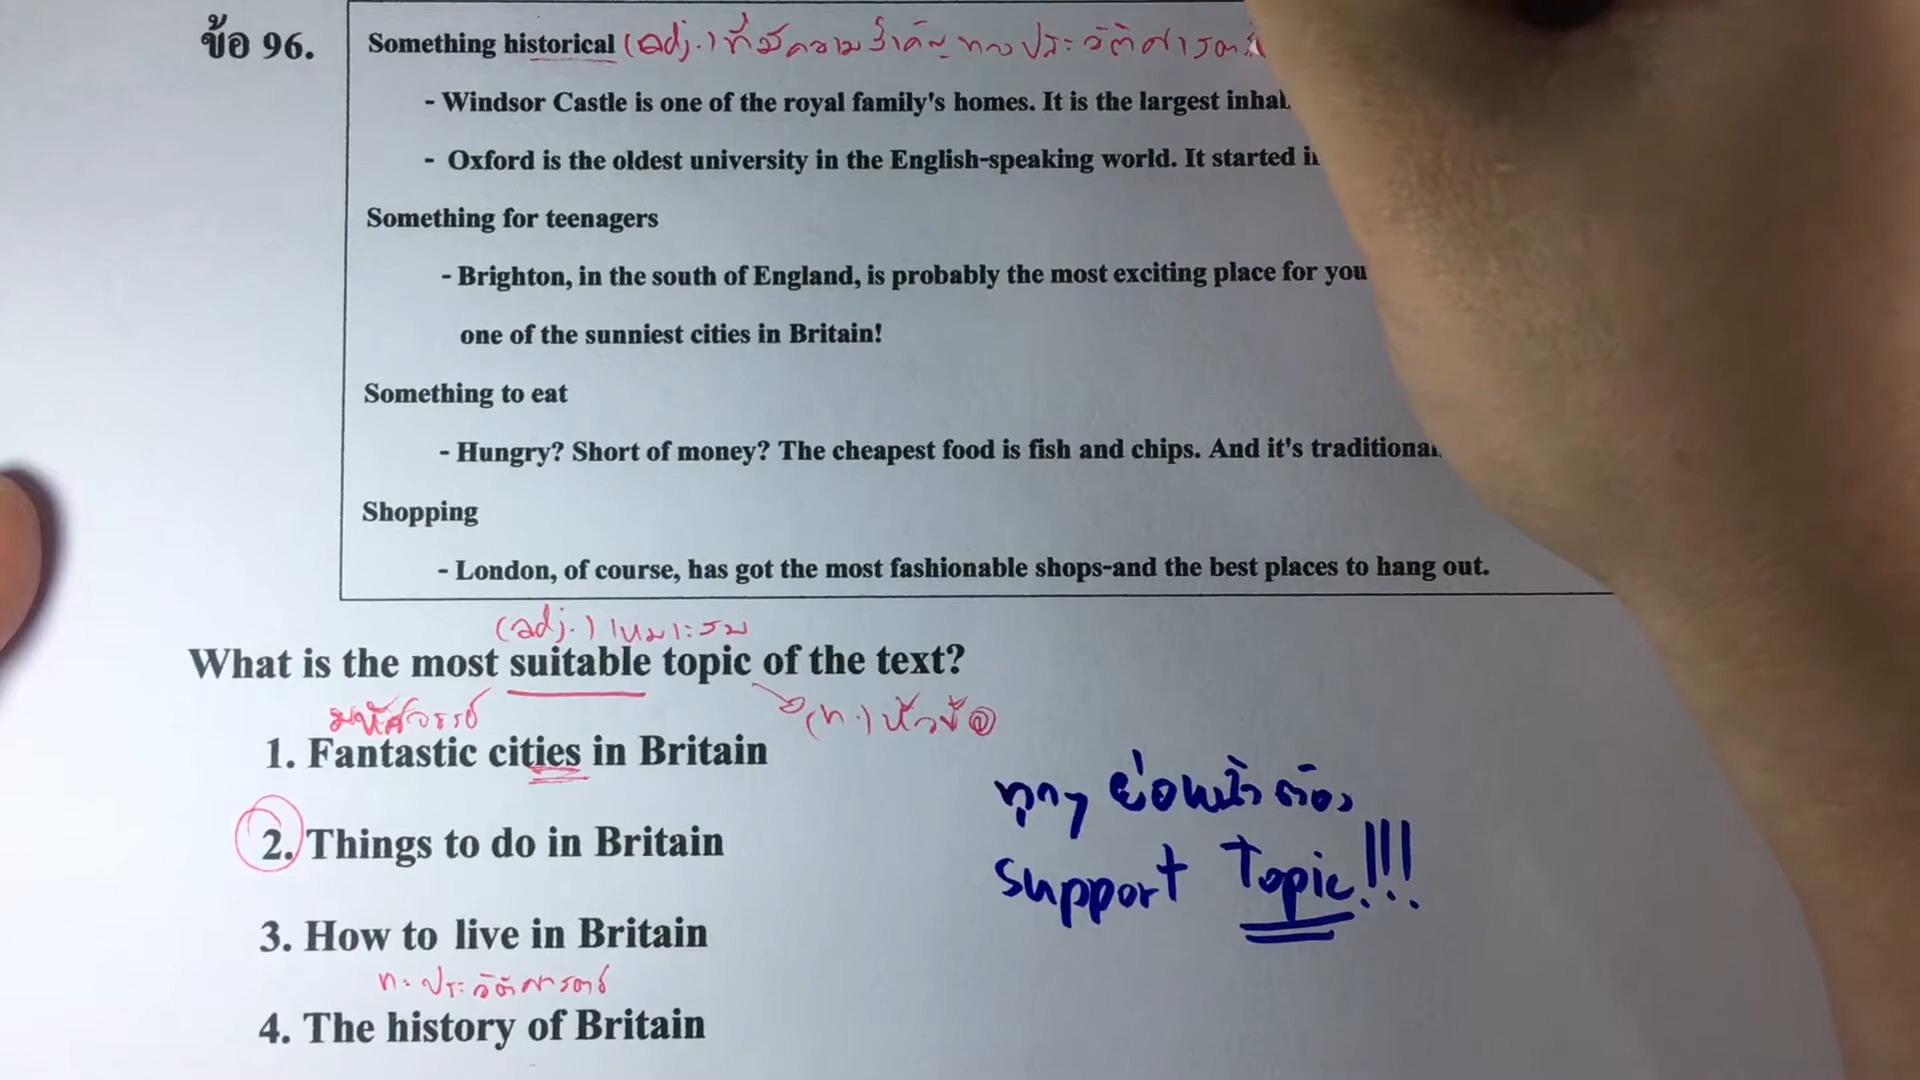 ข้อ 96.
Something historical (adj.) ที่มีความสำคัญทางประวัติศาสตร์
- Windsor Castle is one of the royal family's homes. It is the largest
- Oxford is the oldest university in the English-speaking world. It started
Something for teenagers
- Brighton, in the south of England, is probably the most exciting place for
one of the sunniest cities in Britain!
Something to eat
- Hungry? Short of money? The cheapest food is fish and chips. And it's
Shopping
- London, of course, has got the most fashionable shops-and the best places to hang out.
(adj.) เหมาะสม
What is the most suitable topic of the text?
มหัศจรรย์
(n.) หัวข้อ
1. Fantastic cities in Britain
2. Things to do in Britain
3. How to live in Britain
ประวัติศาสตร์
4. The history of Britain
ทุกๆ ย่อหน้า ต้อง
support Topic!!!